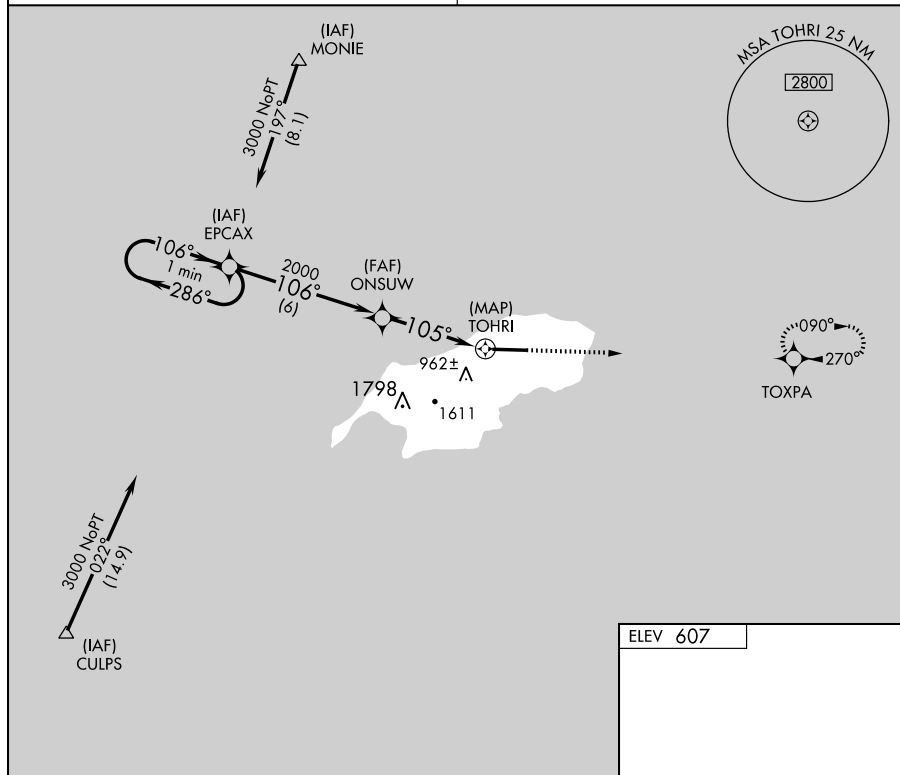 (IAF)
MONIE
MSA TOHRI 25 NM
2800
3000 NoPT
197°
(8.1)
(IAF)
EPCAX
106°
1 min
286°
2000
106°
(6)
(FAF)
ONSUW
105°
(MAP)
TOHRI
090°
270°
TOXPA
962±
1798
1611
3000 NoPT
022°
(14.9)
(IAF)
CULPS
ELEV 607